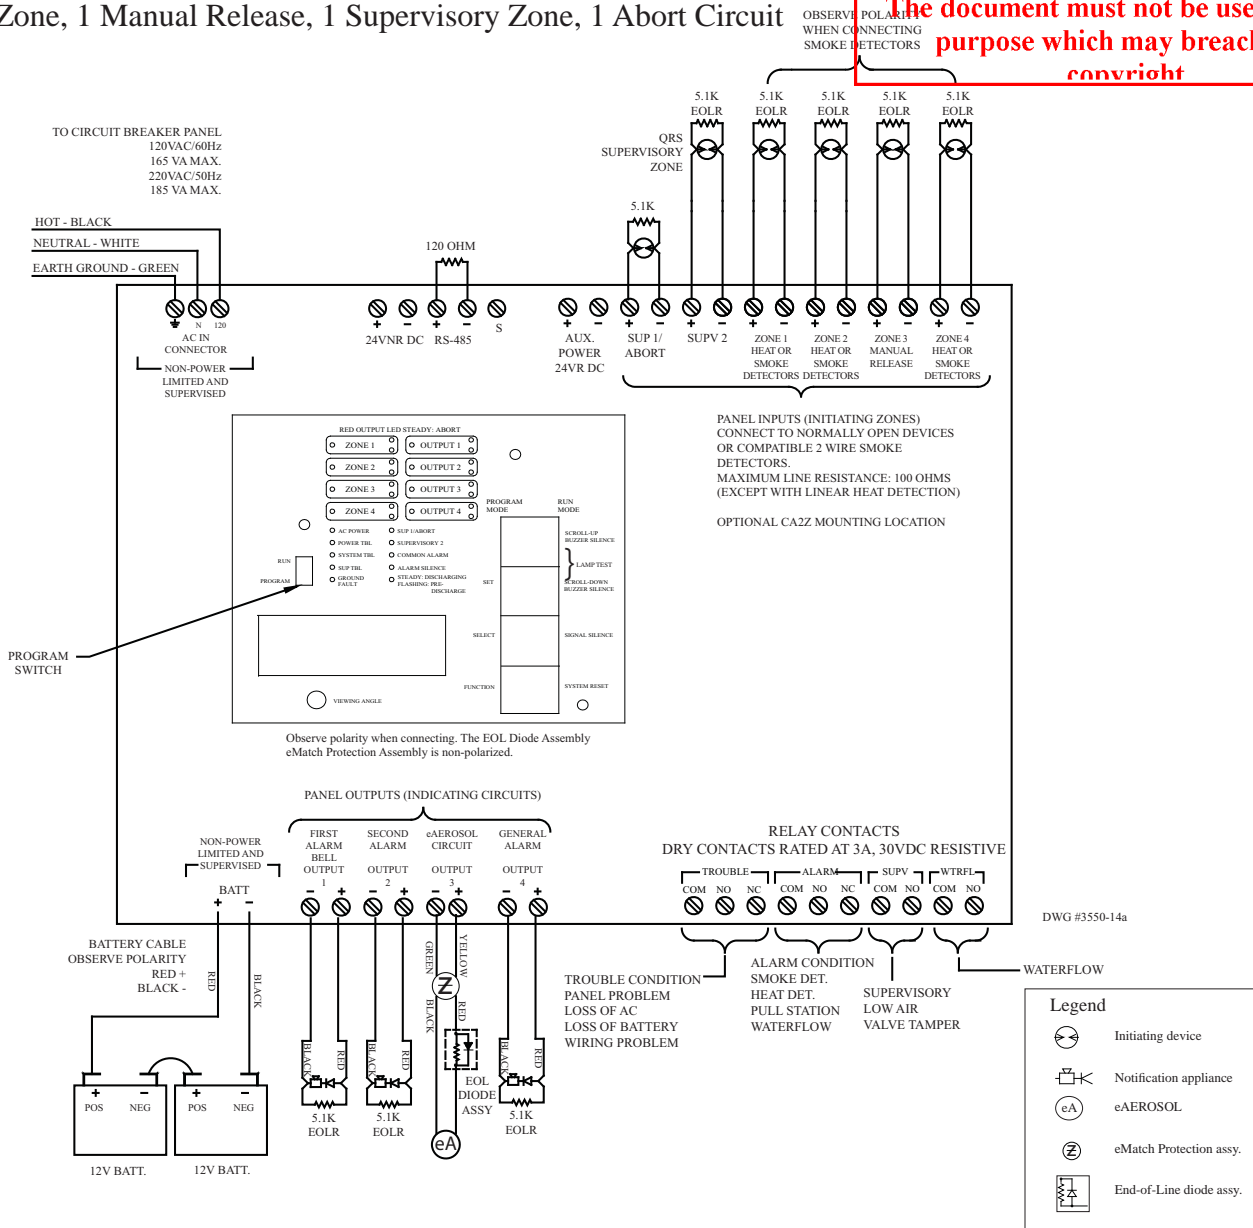 Zone, 1 Manual Release, 1 Supervisory Zone, 1 Abort Circuit
The document must not be use
purpose which may breach
copyright
OBSERVE POLARITY
WHEN CONNECTING
SMOKE DETECTORS
5.1K
EOLR
5.1K
EOLR
5.1K
EOLR
5.1K
EOLR
5.1K
EOLR
QRS
SUPERVISORY
ZONE
5.1K
TO CIRCUIT BREAKER PANEL
120VAC/60Hz
165 VA MAX.
220VAC/50Hz
185 VA MAX.
HOT - BLACK
NEUTRAL - WHITE
EARTH GROUND - GREEN
120 OHM
N 120
AC IN
CONNECTOR
NON-POWER
LIMITED AND
SUPERVISED
+ -
24VNR DC
+ -
RS-485
S
+ -
AUX.
POWER
24VR DC
+ -
SUP 1/
ABORT
+ -
SUPV 2
+ -
ZONE 1
HEAT OR
SMOKE
DETECTORS
+ -
ZONE 2
HEAT OR
SMOKE
DETECTORS
+ -
ZONE 3
MANUAL
RELEASE
+ -
ZONE 4
HEAT OR
SMOKE
DETECTORS
PANEL INPUTS (INITIATING ZONES)
CONNECT TO NORMALLY OPEN DEVICES
OR COMPATIBLE 2 WIRE SMOKE
DETECTORS.
MAXIMUM LINE RESISTANCE: 100 OHMS
(EXCEPT WITH LINEAR HEAT DETECTION)
OPTIONAL CA2Z MOUNTING LOCATION
RED OUTPUT LED STEADY: ABORT
ZONE 1 OUTPUT 1
ZONE 2 OUTPUT 2
ZONE 3 OUTPUT 3
ZONE 4 OUTPUT 4
AC POWER SUP 1/ABORT
POWER TBL SUPERVISORY 2
SYSTEM TBL COMMON ALARM
SUP TBL ALARM SILENCE
GROUND
FAULT
STEADY: DISCHARGING
FLASHING: PRE-
DISCHARGE
RUN
PROGRAM
PROGRAM
MODE
RUN
MODE
SCROLL-UP
BUZZER SILENCE
LAMP TEST
SET
SCROLL-DOWN
BUZZER SILENCE
SELECT
SIGNAL SILENCE
FUNCTION
SYSTEM RESET
VIEWING ANGLE
PROGRAM
SWITCH
Observe polarity when connecting. The EOL Diode Assembly
eMatch Protection Assembly is non-polarized.
PANEL OUTPUTS (INDICATING CIRCUITS)
FIRST
ALARM
BELL
OUTPUT
1
- +
SECOND
ALARM
OUTPUT
2
- +
eAEROSOL
CIRCUIT
OUTPUT
3
- +
GENERAL
ALARM
OUTPUT
4
- +
NON-POWER
LIMITED AND
SUPERVISED
BATT
+ -
BATTERY CABLE
OBSERVE POLARITY
RED +
BLACK -
RED
BLACK
+ -
POS NEG
+ -
POS NEG
12V BATT.
12V BATT.
BLACK
RED
5.1K
EOLR
BLACK
RED
5.1K
EOLR
GREEN
YELLOW
BLACK
RED
EOL
DIODE
ASSY
eA
BLACK
RED
5.1K
EOLR
RELAY CONTACTS
DRY CONTACTS RATED AT 3A, 30VDC RESISTIVE
TROUBLE ALARM SUPV WTRFL
COM NO NC COM NO NC COM NO COM NO
TROUBLE CONDITION
PANEL PROBLEM
LOSS OF AC
LOSS OF BATTERY
WIRING PROBLEM
ALARM CONDITION
SMOKE DET.
HEAT DET.
PULL STATION
WATERFLOW
SUPERVISORY
LOW AIR
VALVE TAMPER
WATERFLOW
DWG #3550-14a
Legend
Initiating device
Notification appliance
eA eAEROSOL
eMatch Protection assy.
End-of-Line diode assy.